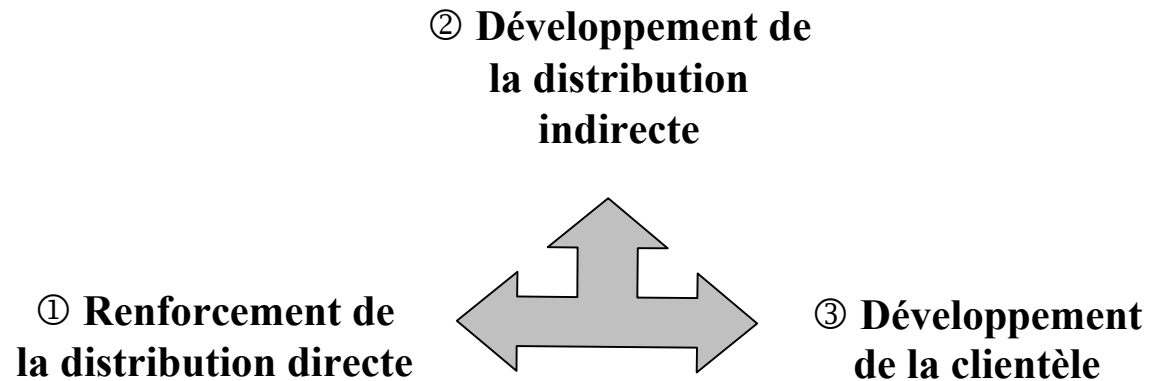 ② Développement de
la distribution
indirecte
① Renforcement de
la distribution directe
③ Développement
de la clientèle